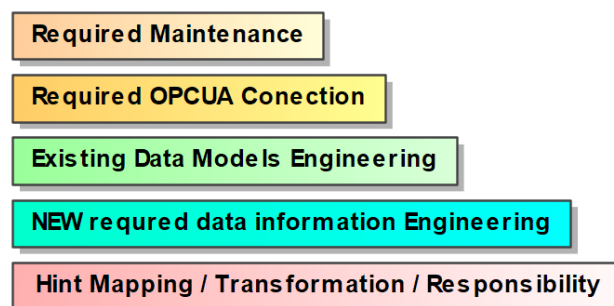 Required Maintenance
Required OPCUA Conection
Existing Data Models Engineering
NEW requred data information Engineering
Hint Mapping / Transformation / Responsibility